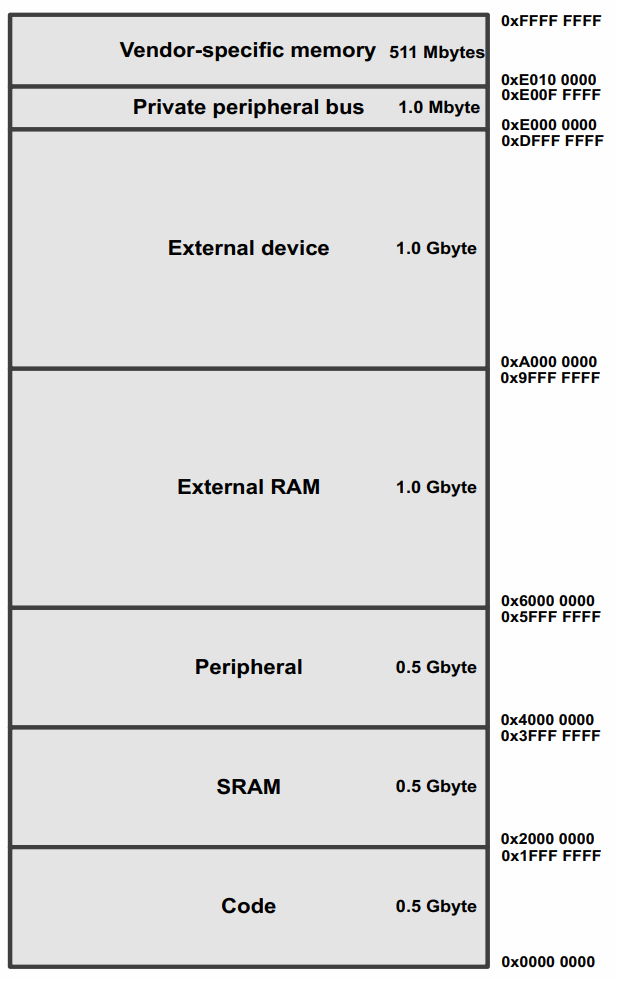 0xFFFF FFFF
Vendor-specific memory 511 Mbytes
0xE010 0000
0xE00F FFFF
Private peripheral bus 1.0 Mbyte
0xE000 0000
0xDFFF FFFF
External device 1.0 Gbyte
0xA000 0000
0x9FFF FFFF
External RAM 1.0 Gbyte
0x6000 0000
0x5FFF FFFF
Peripheral 0.5 Gbyte
0x4000 0000
0x3FFF FFFF
SRAM 0.5 Gbyte
0x2000 0000
0x1FFF FFFF
Code 0.5 Gbyte
0x0000 0000